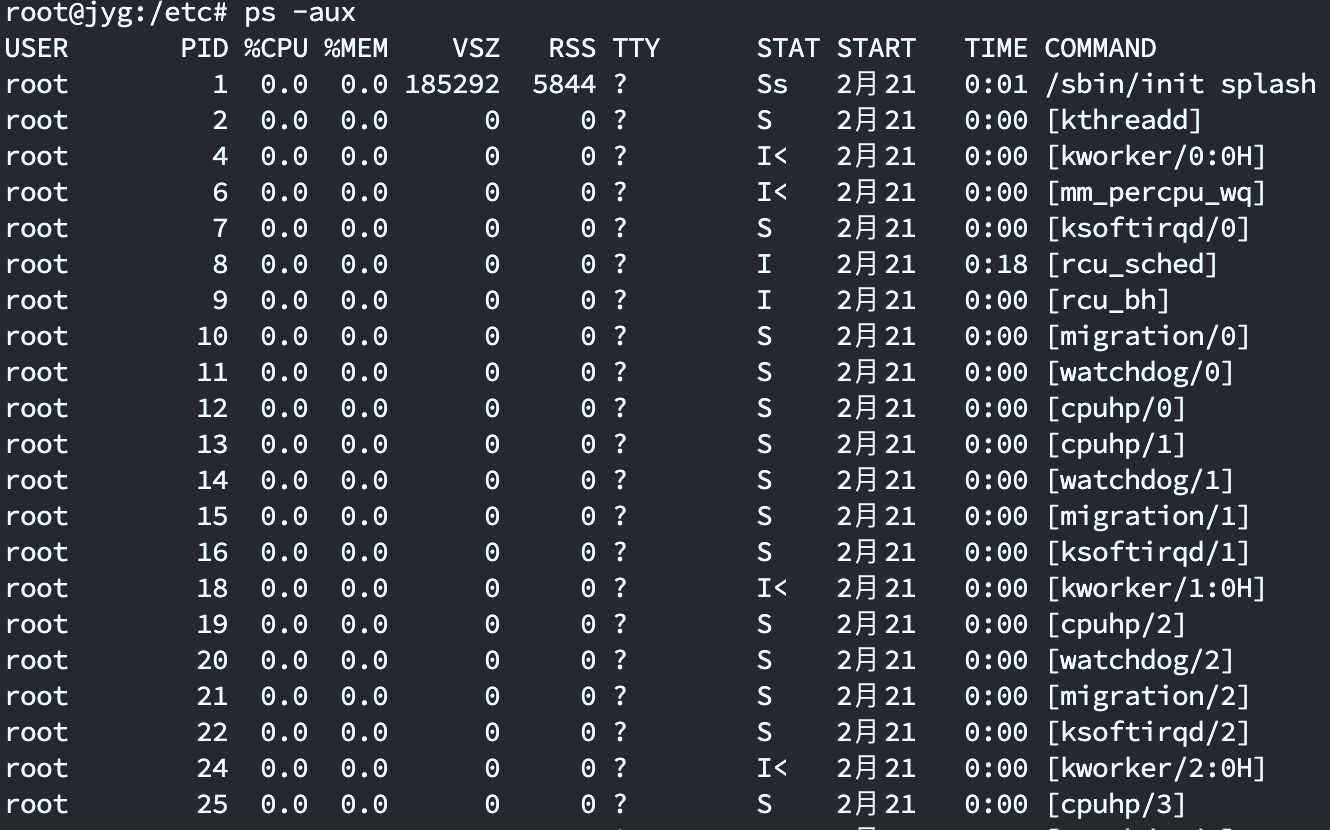 root@jyg:/etc# ps -aux
USER       PID %CPU %MEM    VSZ   RSS TTY      STAT START   TIME COMMAND
root         1  0.0  0.0 185292  5844 ?        Ss   2月21   0:01 /sbin/init splash
root         2  0.0  0.0      0     0 ?        S    2月21   0:00 [kthreadd]
root         4  0.0  0.0      0     0 ?        I<   2月21   0:00 [kworker/0:0H]
root         6  0.0  0.0      0     0 ?        I<   2月21   0:00 [mm_percpu_wq]
root         7  0.0  0.0      0     0 ?        S    2月21   0:00 [ksoftirqd/0]
root         8  0.0  0.0      0     0 ?        I    2月21   0:18 [rcu_sched]
root         9  0.0  0.0      0     0 ?        I    2月21   0:00 [rcu_bh]
root        10  0.0  0.0      0     0 ?        S    2月21   0:00 [migration/0]
root        11  0.0  0.0      0     0 ?        S    2月21   0:00 [watchdog/0]
root        12  0.0  0.0      0     0 ?        S    2月21   0:00 [cpuhp/0]
root        13  0.0  0.0      0     0 ?        S    2月21   0:00 [cpuhp/1]
root        14  0.0  0.0      0     0 ?        S    2月21   0:00 [watchdog/1]
root        15  0.0  0.0      0     0 ?        S    2月21   0:00 [migration/1]
root        16  0.0  0.0      0     0 ?        S    2月21   0:00 [ksoftirqd/1]
root        18  0.0  0.0      0     0 ?        I<   2月21   0:00 [kworker/1:0H]
root        19  0.0  0.0      0     0 ?        S    2月21   0:00 [cpuhp/2]
root        20  0.0  0.0      0     0 ?        S    2月21   0:00 [watchdog/2]
root        21  0.0  0.0      0     0 ?        S    2月21   0:00 [migration/2]
root        22  0.0  0.0      0     0 ?        S    2月21   0:00 [ksoftirqd/2]
root        24  0.0  0.0      0     0 ?        I<   2月21   0:00 [kworker/2:0H]
root        25  0.0  0.0      0     0 ?        S    2月21   0:00 [cpuhp/3]